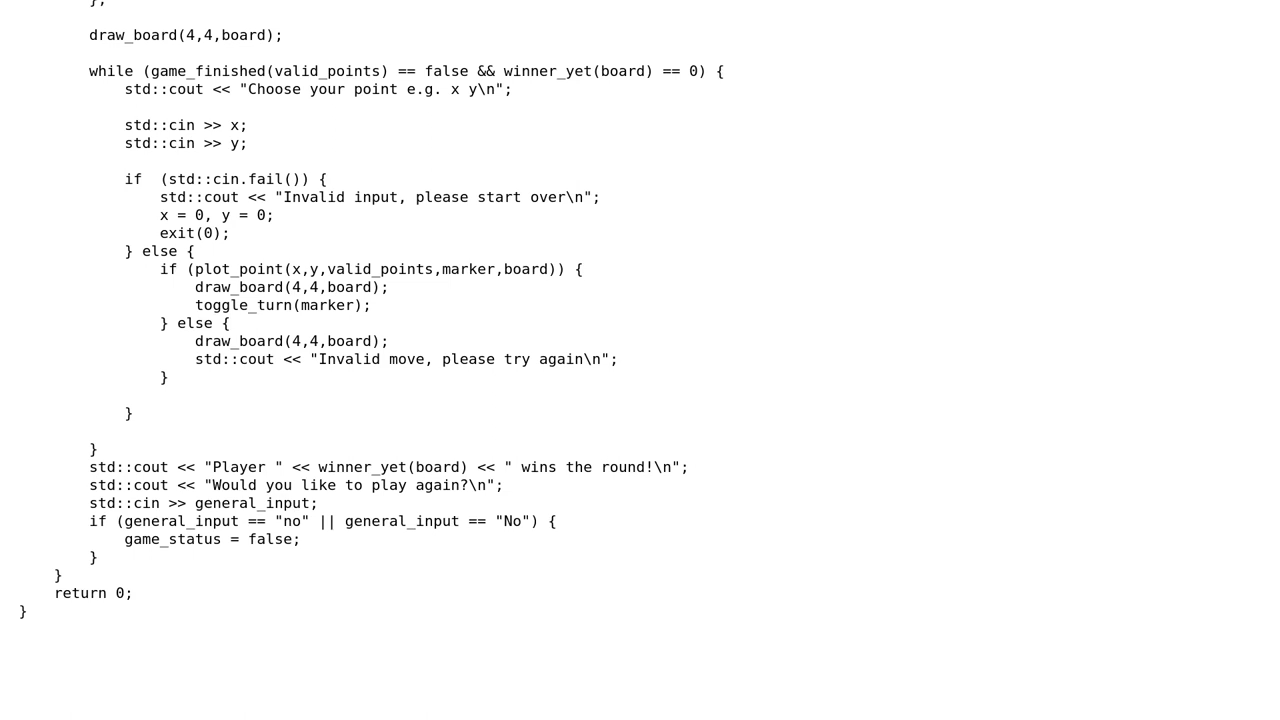 };
draw_board(4,4,board);
while (game_finished(valid_points) == false && winner_yet(board) == 0) {
std::cout << "Choose your point e.g. x y\n";
std::cin >> x;
std::cin >> y;
if  (std::cin.fail()) {
std::cout << "Invalid input, please start over\n";
x = 0, y = 0;
exit(0);
} else {
if (plot_point(x,y,valid_points,marker,board)) {
draw_board(4,4,board);
toggle_turn(marker);
} else {
draw_board(4,4,board);
std::cout << "Invalid move, please try again\n";
}
}
}
std::cout << "Player " << winner_yet(board) << " wins the round!\n";
std::cout << "Would you like to play again?\n";
std::cin >> general_input;
if (general_input == "no" || general_input == "No") {
game_status = false;
}
}
return 0;
}